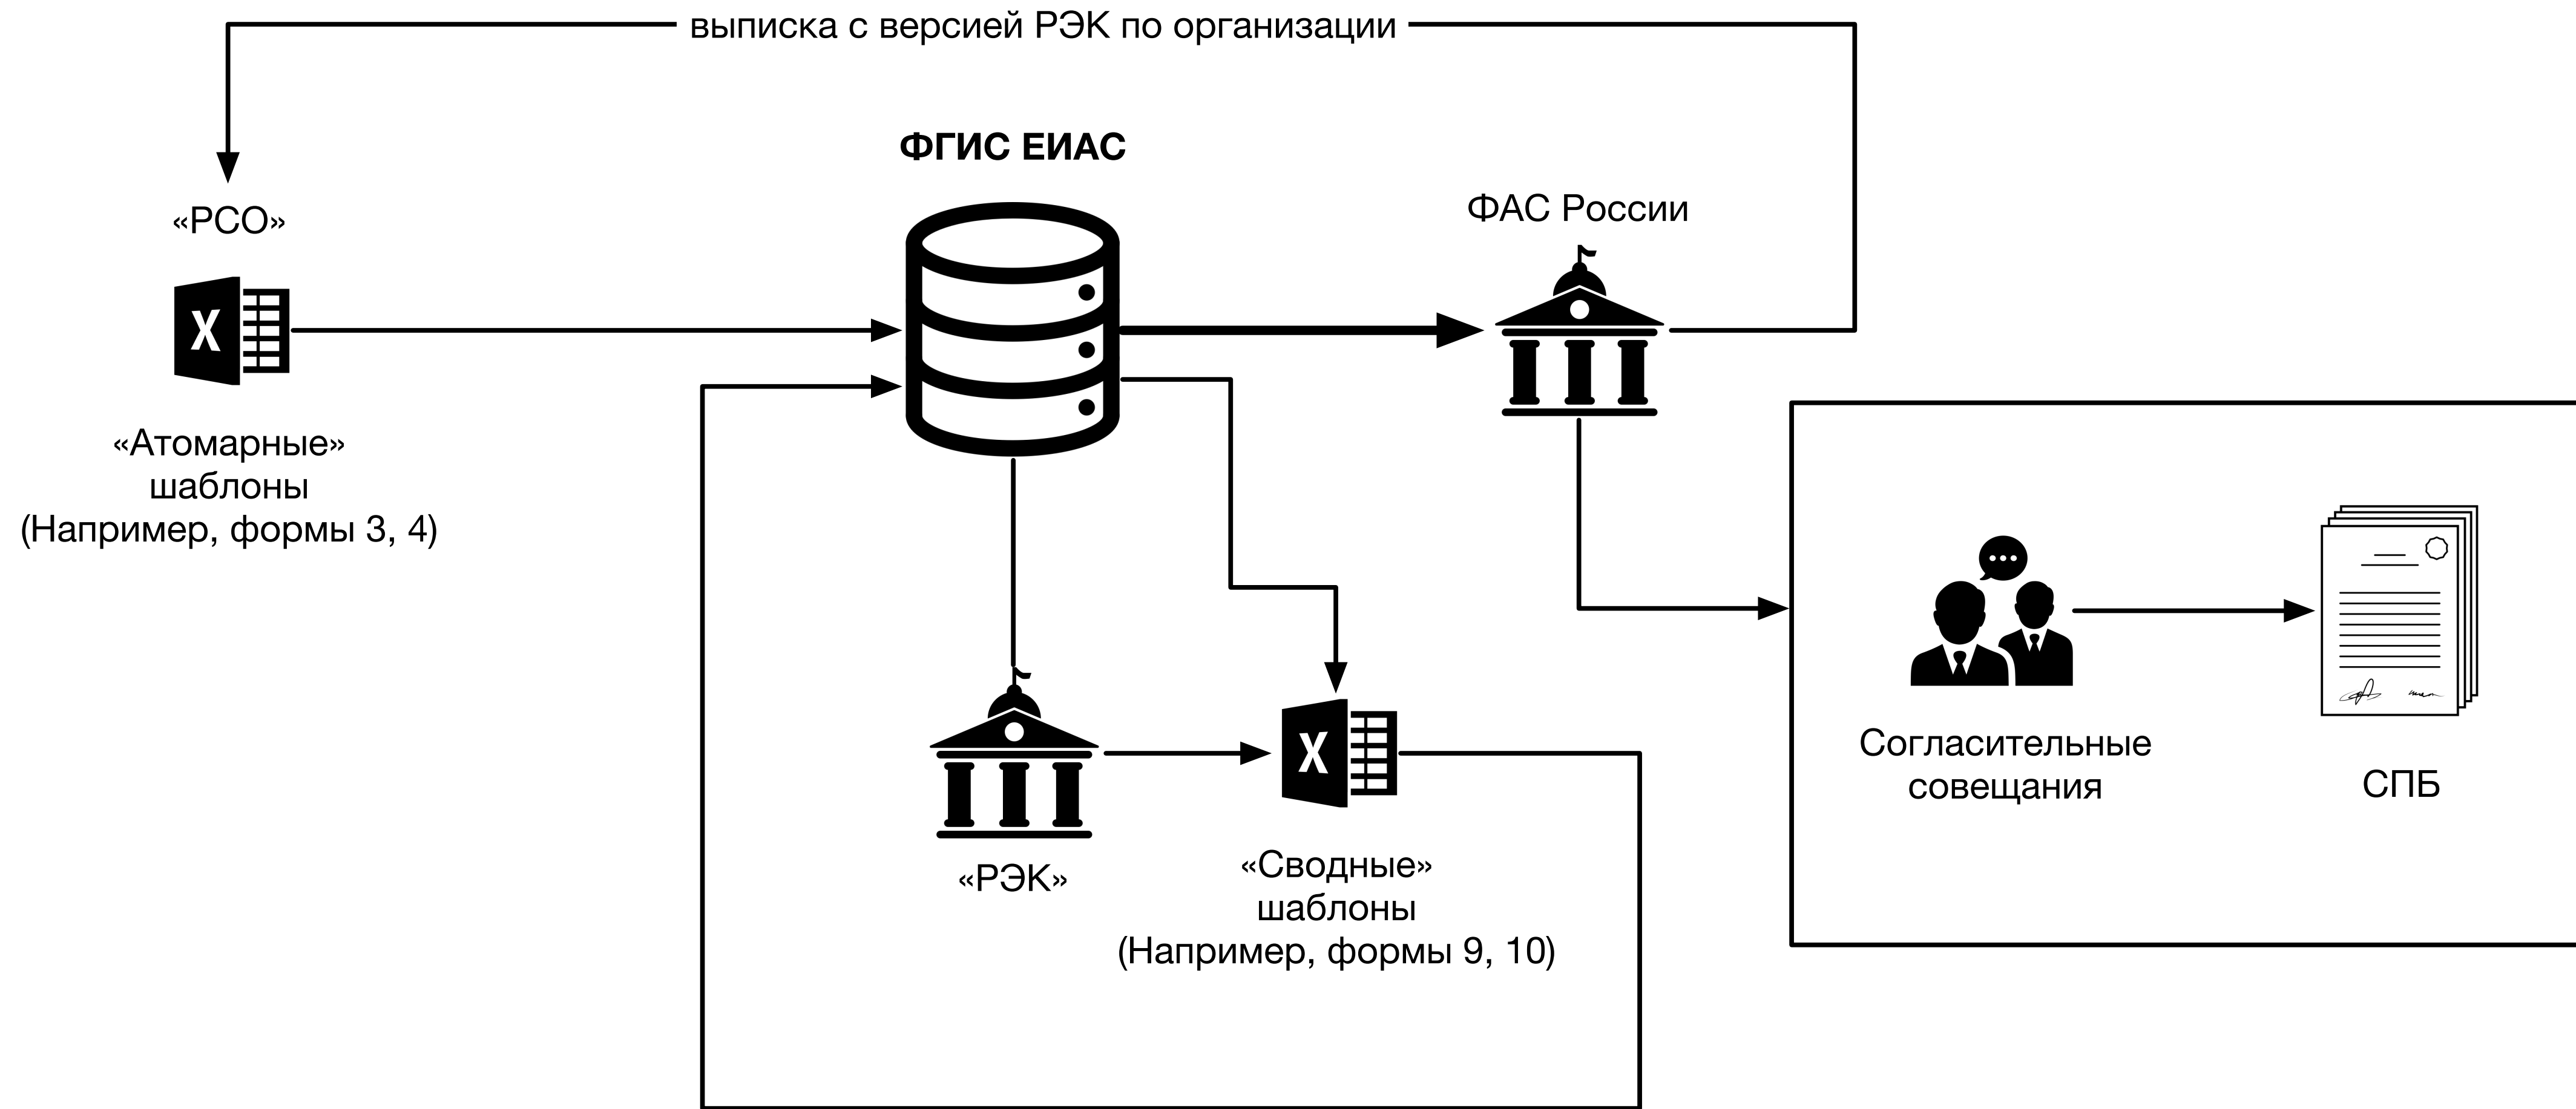 выписка с версией РЭК по организации
ФГИС ЕИАС
ФАС России
«РСО»
X
«Атомарные»
шаблоны
(Например, формы 3, 4)
X
«РЭК»
«Сводные»
шаблоны
(Например, формы 9, 10)
Согласительные
совещания
СПБ